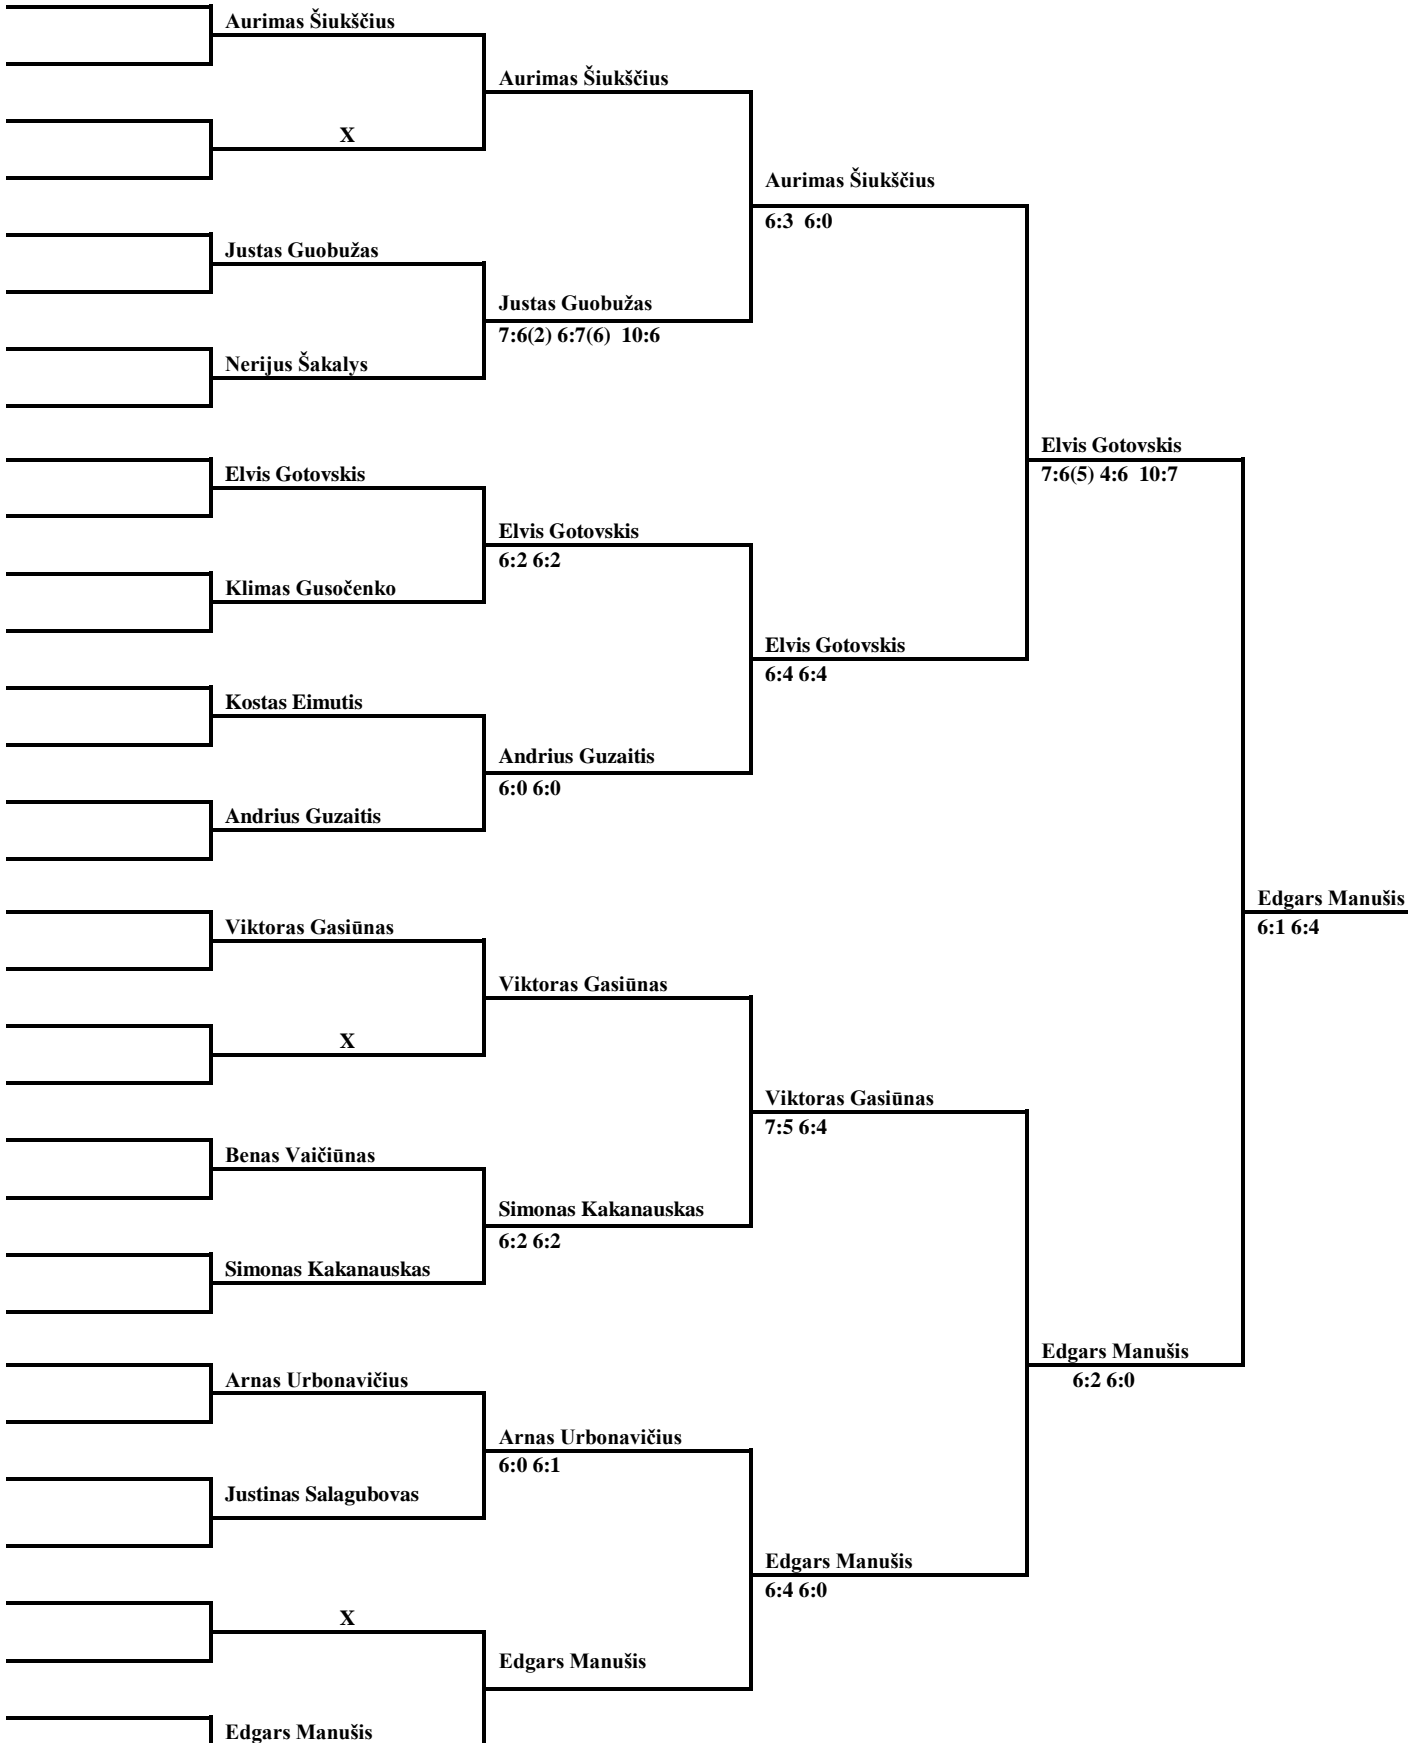 Aurimas Šiukščius
Aurimas Šiukščius
X
Aurimas Šiukščius
6:3 6:0
Justas Guobužas
Justas Guobužas
7:6(2) 6:7(6) 10:6
Nerijus Šakalys
Elvis Gotovskis
7:6(5) 4:6 10:7
Elvis Gotovskis
Elvis Gotovskis
6:2 6:2
Klimas Gusočenko
Elvis Gotovskis
6:4 6:4
Kostas Eimutis
Andrius Guzaitis
6:0 6:0
Andrius Guzaitis
Edgars Manušis
6:1 6:4
Viktoras Gasiūnas
Viktoras Gasiūnas
X
Viktoras Gasiūnas
7:5 6:4
Benas Vaičiūnas
Simonas Kakanauskas
6:2 6:2
Simonas Kakanauskas
Edgars Manušis
6:2 6:0
Arnas Urbonavičius
Arnas Urbonavičius
6:0 6:1
Justinas Salagubovas
Edgars Manušis
6:4 6:0
X
Edgars Manušis
Edgars Manušis